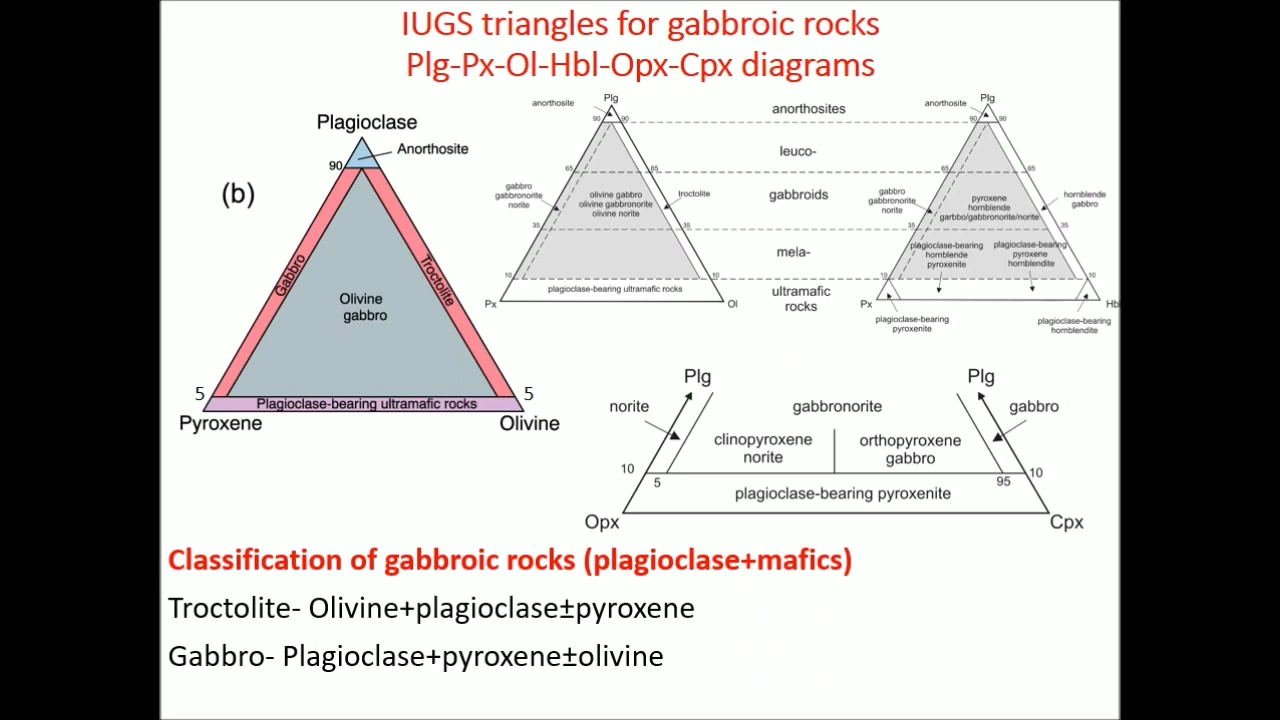 IUGS triangles for gabbroic rocks
Plg-Px-Ol-Hbl-Opx-Cpx diagrams
(b)
Plagioclase
Anorthosite
90
Gabbro
Troctolite
Olivine
gabbro
5
5
Plagioclase-bearing ultramafic rocks
Pyroxene
Olivine
Plg
anorthosite
90
90
65
65
gabbro
gabbronorite
norite
olivine gabbro
olivine gabbronorite
olivine norite
troctolite
35
35
10
10
plagioclase-bearing ultramafic rocks
Px
Ol
anorthosites
leuco-
gabbroids
mela-
ultramafic
rocks
Plg
anorthosite
90
90
65
65
gabbro
gabbronorite
norite
pyroxene
hornblende
garbbo/gabbronorite/norite
hornblende
gabbro
35
35
plagioclase-bearing
hornblende
pyroxenite
plagioclase-bearing
pyroxene
hornblendite
10
10
Px
Hbl
plagioclase-bearing
pyroxenite
plagioclase-bearing
hornblendite
Plg
Plg
norite
gabbronorite
gabbro
clinopyroxene
norite
orthopyroxene
gabbro
10
5
95
10
plagioclase-bearing pyroxenite
Opx
Cpx
Classification of gabbroic rocks (plagioclase+mafics)
Troctolite- Olivine+plagioclase±pyroxene
Gabbro- Plagioclase+pyroxene±olivine